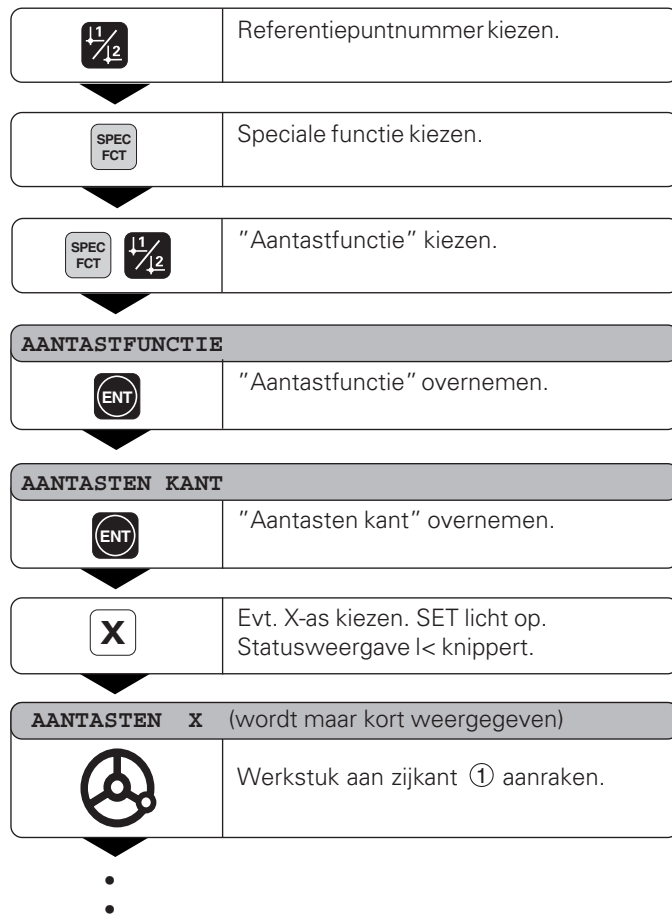 1 2
Referentiepuntnummer kiezen.
SPEC
FCT
Speciale functie kiezen.
SPEC
FCT
1 2
"Aantastfunctie" kiezen.
AANTASTFUNCTIE
ENT
"Aantastfunctie" overnemen.
AANTASTEN KANT
ENT
"Aantasten kant" overnemen.
X
Evt. X-as kiezen. SET licht op.
Statusweergave I< knippert.
AANTASTEN X (wordt maar kort weergegeven)
Werkstuk aan zijkant ① aanraken.